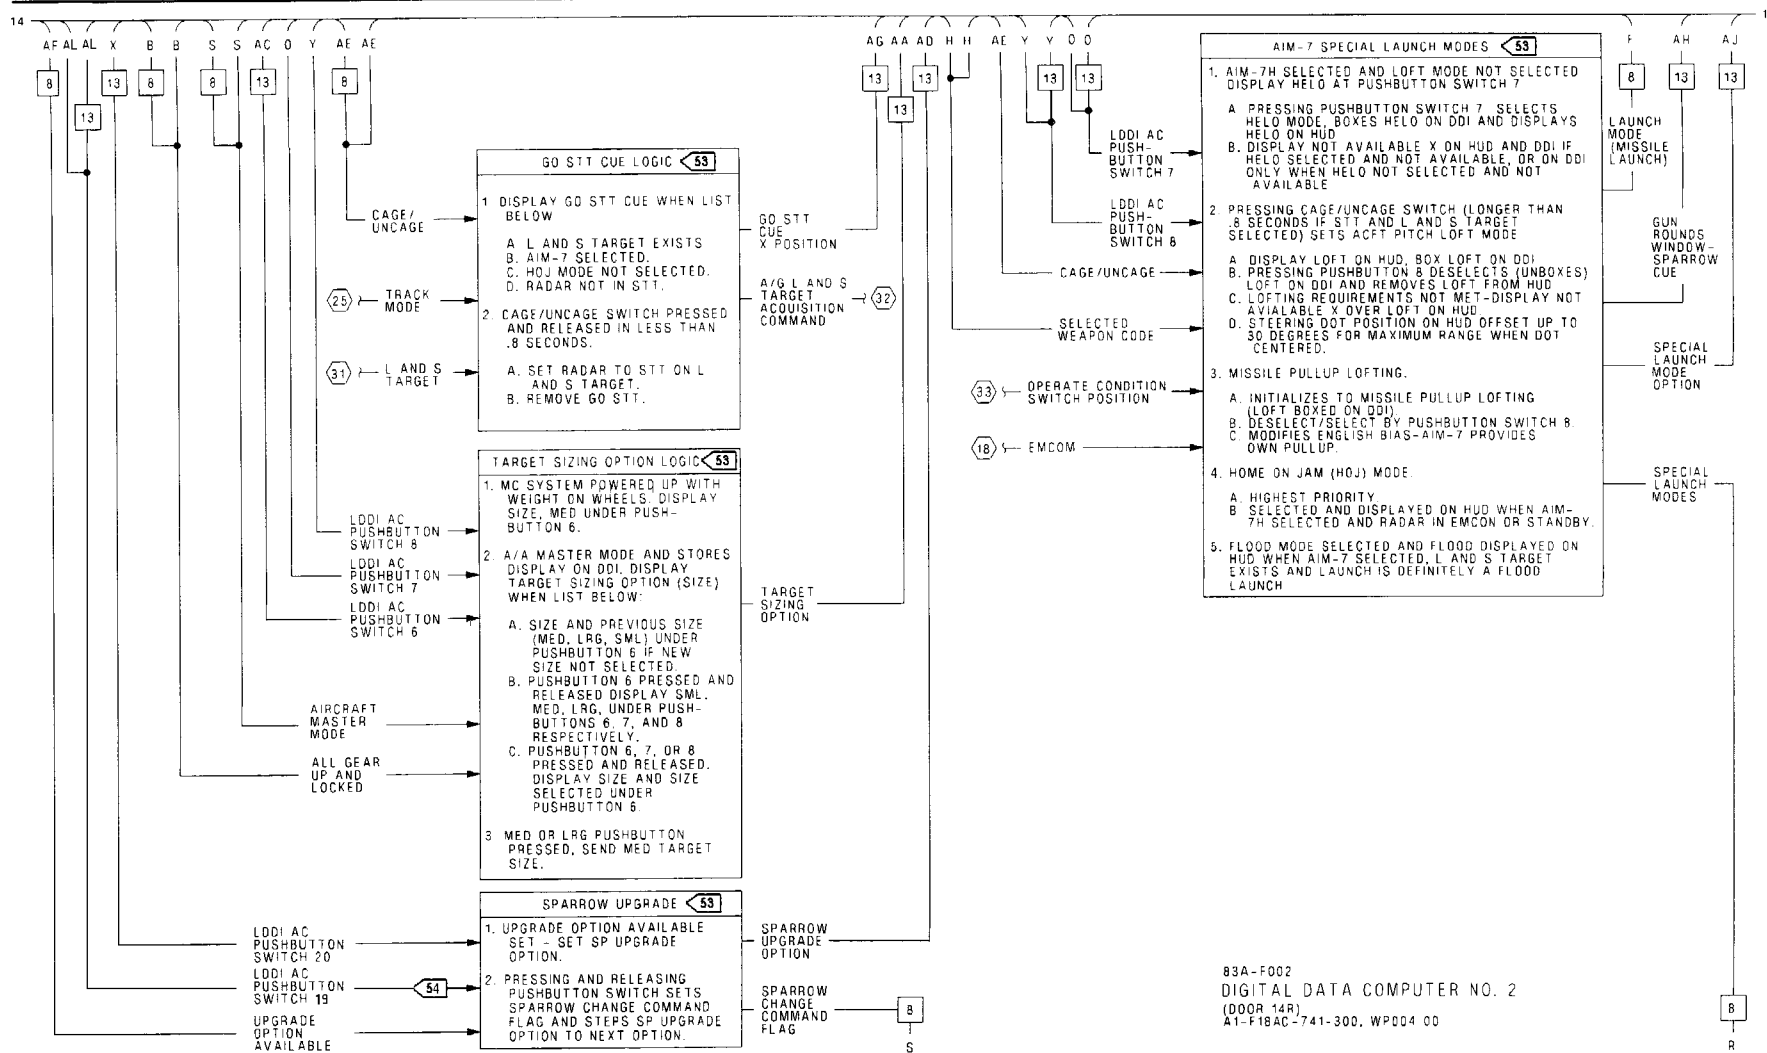 14
AF AL AL X B B S S AC O Y AE AE
AG AA AD H H AE Y Y O O
F AH AJ
1
8
13
13
8
8
13
8
13
13
13
13
13
8
13
13
GO STT CUE LOGIC 53
1 DISPLAY GO STT CUE WHEN LIST
BELOW
A L AND S TARGET EXISTS
B. AIM-7 SELECTED.
C. HOJ MODE NOT SELECTED.
D. RADAR NOT IN STT.
2. CAGE/UNCAGE SWITCH PRESSED
AND RELEASED IN LESS THAN
.8 SECONDS.
A. SET RADAR TO STT ON L
AND S TARGET.
B. REMOVE GO STT.
CAGE/
UNCAGE
25
TRACK
MODE
31
L AND S
TARGET
GO STT
CUE
X POSITION
A/G L AND S
TARGET
ACQUISITION
COMMAND
32
TARGET SIZING OPTION LOGIC 53
1. MC SYSTEM POWERED UP WITH
WEIGHT ON WHEELS. DISPLAY
SIZE, MED UNDER PUSH-
BUTTON 6.
2. A/A MASTER MODE AND STORES
DISPLAY ON DDI. DISPLAY
TARGET SIZING OPTION (SIZE)
WHEN LIST BELOW:
A. SIZE AND PREVIOUS SIZE
(MED, LRG, SML) UNDER
PUSHBUTTON 6 IF NEW
SIZE NOT SELECTED.
B. PUSHBUTTON 6 PRESSED AND
RELEASED DISPLAY SML,
MED, LRG, UNDER PUSH-
BUTTONS 6, 7, AND 8
RESPECTIVELY.
C. PUSHBUTTON 6, 7, OR 8
PRESSED AND RELEASED.
DISPLAY SIZE AND SIZE
SELECTED UNDER
PUSHBUTTON 6.
3 MED OR LRG PUSHBUTTON
PRESSED, SEND MED TARGET
SIZE.
LDDI AC
PUSHBUTTON
SWITCH 8
LDDI AC
PUSHBUTTON
SWITCH 7
LDDI AC
PUSHBUTTON
SWITCH 6
AIRCRAFT
MASTER
MODE
ALL GEAR
UP AND
LOCKED
TARGET
SIZING
OPTION
SPARROW UPGRADE 53
1. UPGRADE OPTION AVAILABLE
SET - SET SP UPGRADE
OPTION.
2. PRESSING AND RELEASING
PUSHBUTTON SWITCH SETS
SPARROW CHANGE COMMAND
FLAG AND STEPS SP UPGRADE
OPTION TO NEXT OPTION.
LDDI AC
PUSHBUTTON
SWITCH 20
LDDI AC
PUSHBUTTON
SWITCH 19
54
UPGRADE
OPTION
AVAILABLE
SPARROW
UPGRADE
OPTION
SPARROW
CHANGE
COMMAND
FLAG
8
S
AIM-7 SPECIAL LAUNCH MODES 53
1. AIM-7H SELECTED AND LOFT MODE NOT SELECTED
DISPLAY HELO AT PUSHBUTTON SWITCH 7
A PRESSING PUSHBUTTON SWITCH 7 SELECTS
HELO MODE, BOXES HELO ON DDI AND DISPLAYS
HELO ON HUD
B. DISPLAY NOT AVAILABLE X ON HUD AND DDI IF
HELO SELECTED AND NOT AVAILABLE, OR ON DDI
ONLY WHEN HELO NOT SELECTED AND NOT
AVAILABLE
2. PRESSING CAGE/UNCAGE SWITCH (LONGER THAN
.8 SECONDS IF STT AND L AND S TARGET
SELECTED) SETS ACFT PITCH LOFT MODE
A DISPLAY LOFT ON HUD, BOX LOFT ON DDI
B. PRESSING PUSHBUTTON 8 DESELECTS (UNBOXES)
LOFT ON DDI AND REMOVES LOFT FROM HUD
C. LOFTING REQUIREMENTS NOT MET-DISPLAY NOT
AVIALABLE X OVER LOFT ON HUD.
D. STEERING DOT POSITION ON HUD OFFSET UP TO
30 DEGREES FOR MAXIMUM RANGE WHEN DOT
CENTERED.
3. MISSILE PULLUP LOFTING.
A. INITIALIZES TO MISSILE PULLUP LOFTING
(LOFT BOXED ON DDI).
B. DESELECT/SELECT BY PUSHBUTTON SWITCH 8.
C. MODIFIES ENGLISH BIAS-AIM-7 PROVIDES
OWN PULLUP.
4. HOME ON JAM (HOJ) MODE.
A. HIGHEST PRIORITY.
B SELECTED AND DISPLAYED ON HUD WHEN AIM-
7H SELECTED AND RADAR IN EMCON OR STANDBY.
5. FLOOD MODE SELECTED AND FLOOD DISPLAYED ON
HUD WHEN AIM-7 SELECTED, L AND S TARGET
EXISTS AND LAUNCH IS DEFINITELY A FLOOD
LAUNCH
LDDI AC
PUSH-
BUTTON
SWITCH 7
LDDI AC
PUSH-
BUTTON
SWITCH 8
CAGE/UNCAGE
SELECTED
WEAPON CODE
33
OPERATE CONDITION
SWITCH POSITION
18
EMCOM
LAUNCH
MODE
(MISSILE
LAUNCH)
GUN
ROUNDS
WINDOW-
SPARROW
CUE
SPECIAL
LAUNCH
MODE
OPTION
SPECIAL
LAUNCH
MODES
8
R
83A-F002
DIGITAL DATA COMPUTER NO. 2
(DOOR 14R)
A1-F18AC-741-300, WP004 00